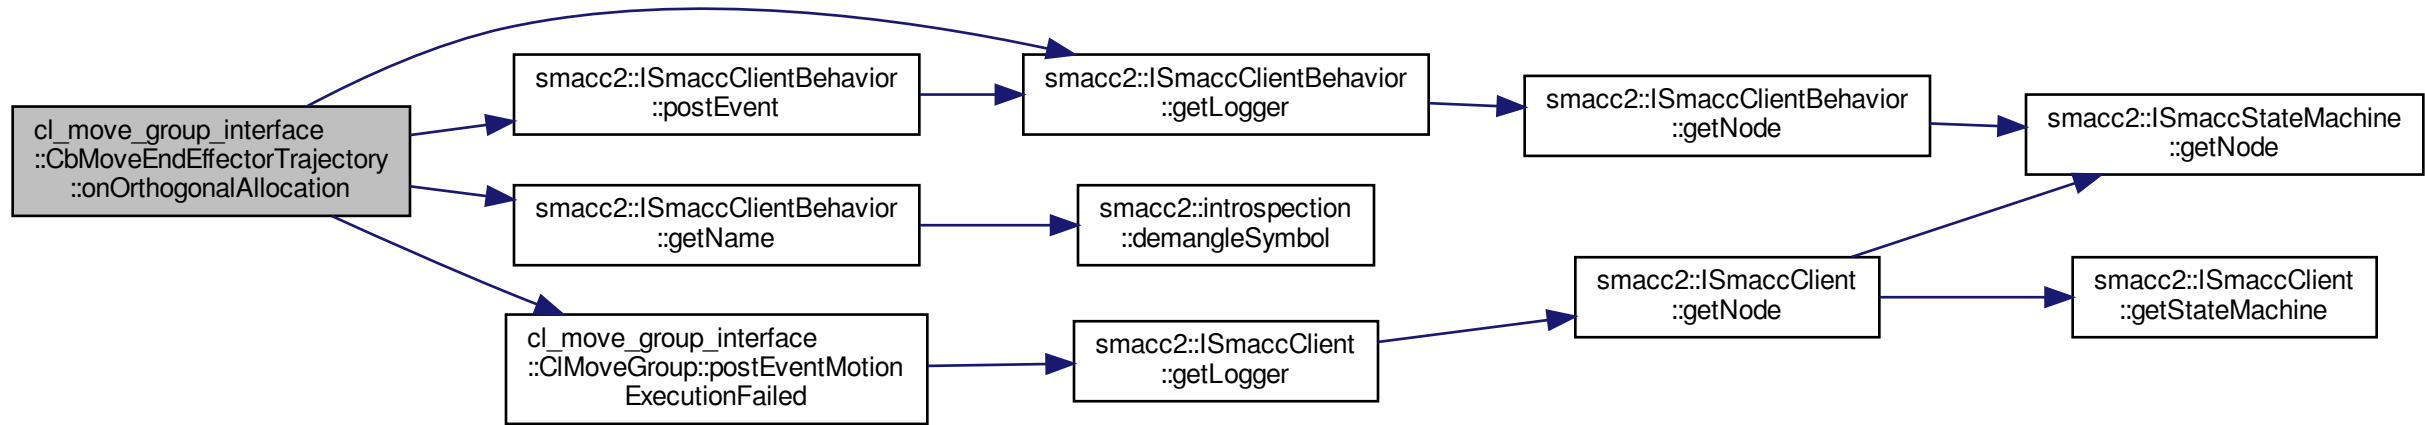 cl_move_group_interface
::CbMoveEndEffectorTrajectory
::onOrthogonalAllocation
smacc2::ISmaccClientBehavior
::postEvent
smacc2::ISmaccClientBehavior
::getLogger
smacc2::ISmaccClientBehavior
::getNode
smacc2::ISmaccStateMachine
::getNode
smacc2::ISmaccClientBehavior
::getName
smacc2::introspection
::demangleSymbol
cl_move_group_interface
::ClMoveGroup::postEventMotion
ExecutionFailed
smacc2::ISmaccClient
::getLogger
smacc2::ISmaccClient
::getNode
smacc2::ISmaccClient
::getStateMachine